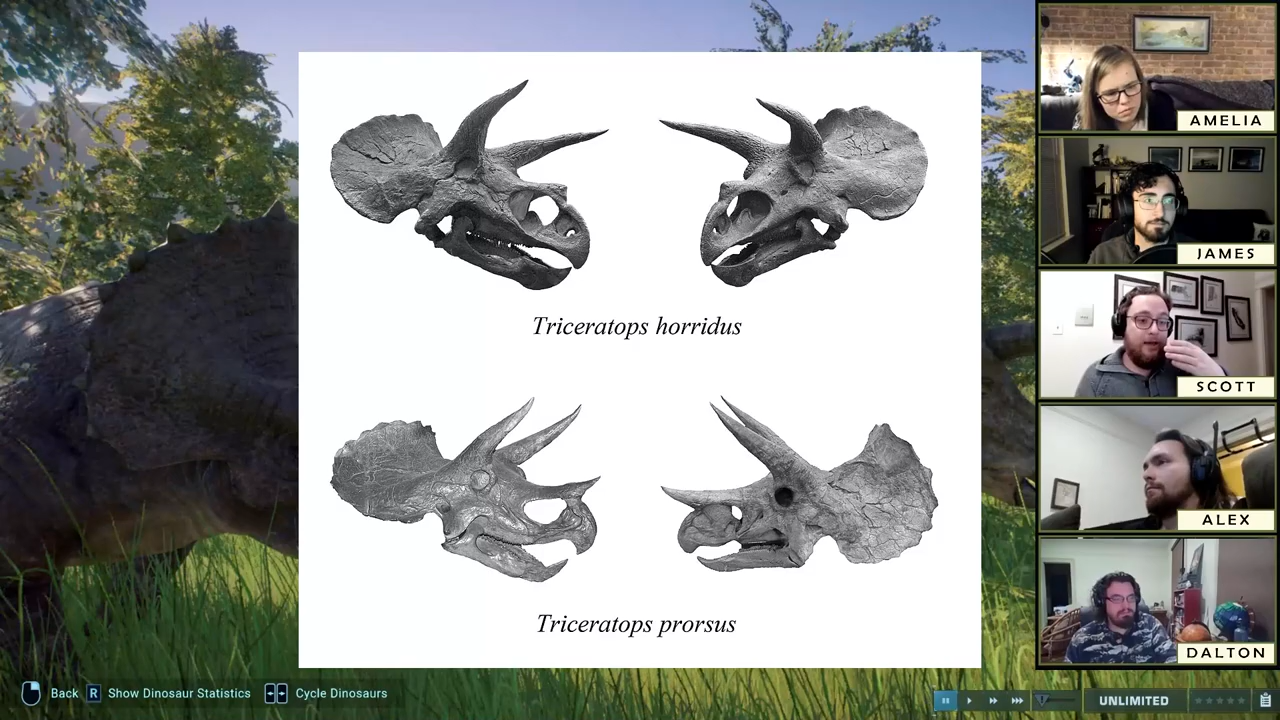 AMELIA
JAMES
Triceratops horridus
SCOTT
ALEX
Triceratops prorsus
DALTON
Back R Show Dinosaur Statistics Cycle Dinosaurs
UNLIMITED